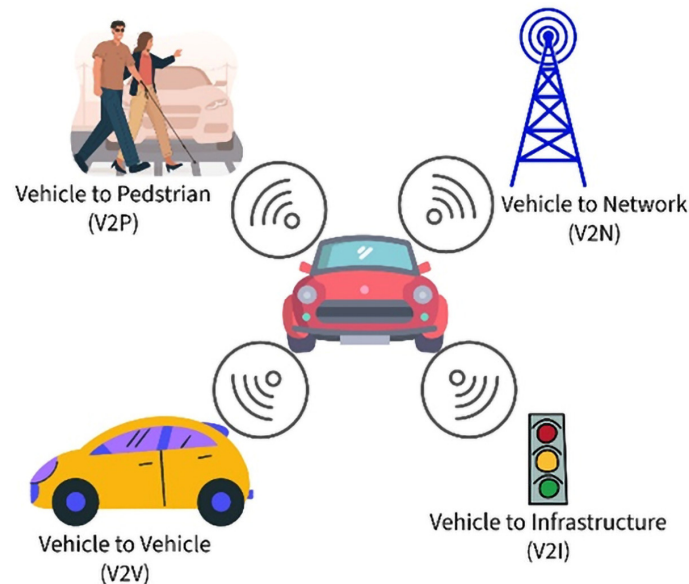 Vehicle to Pedstrian
(V2P)
Vehicle to Network
(V2N)
Vehicle to Vehicle
(V2V)
Vehicle to Infrastructure
(V2I)